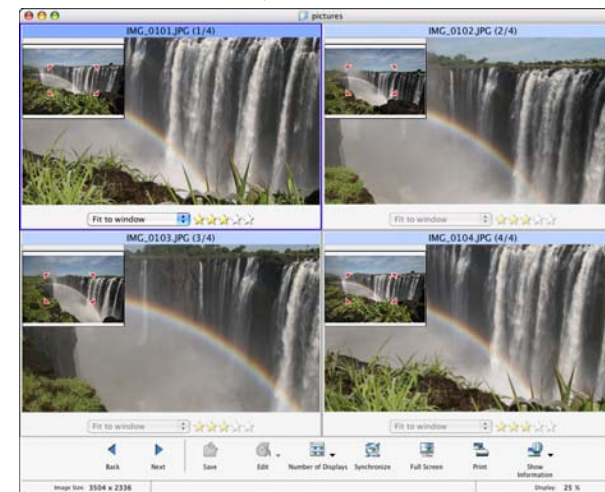 pictures
IMG_0101.JPG (1/4)
IMG_0102.JPG (2/4)
Fit to window
Fit to window
IMG_0103.JPG (3/4)
IMG_0104.JPG (4/4)
Fit to window
Fit to window
Back
Next
Save
Edit
Number of Displays
Synchronize
Full Screen
Print
Show Information
Image Size: 3504 x 2336
Display: 25 %